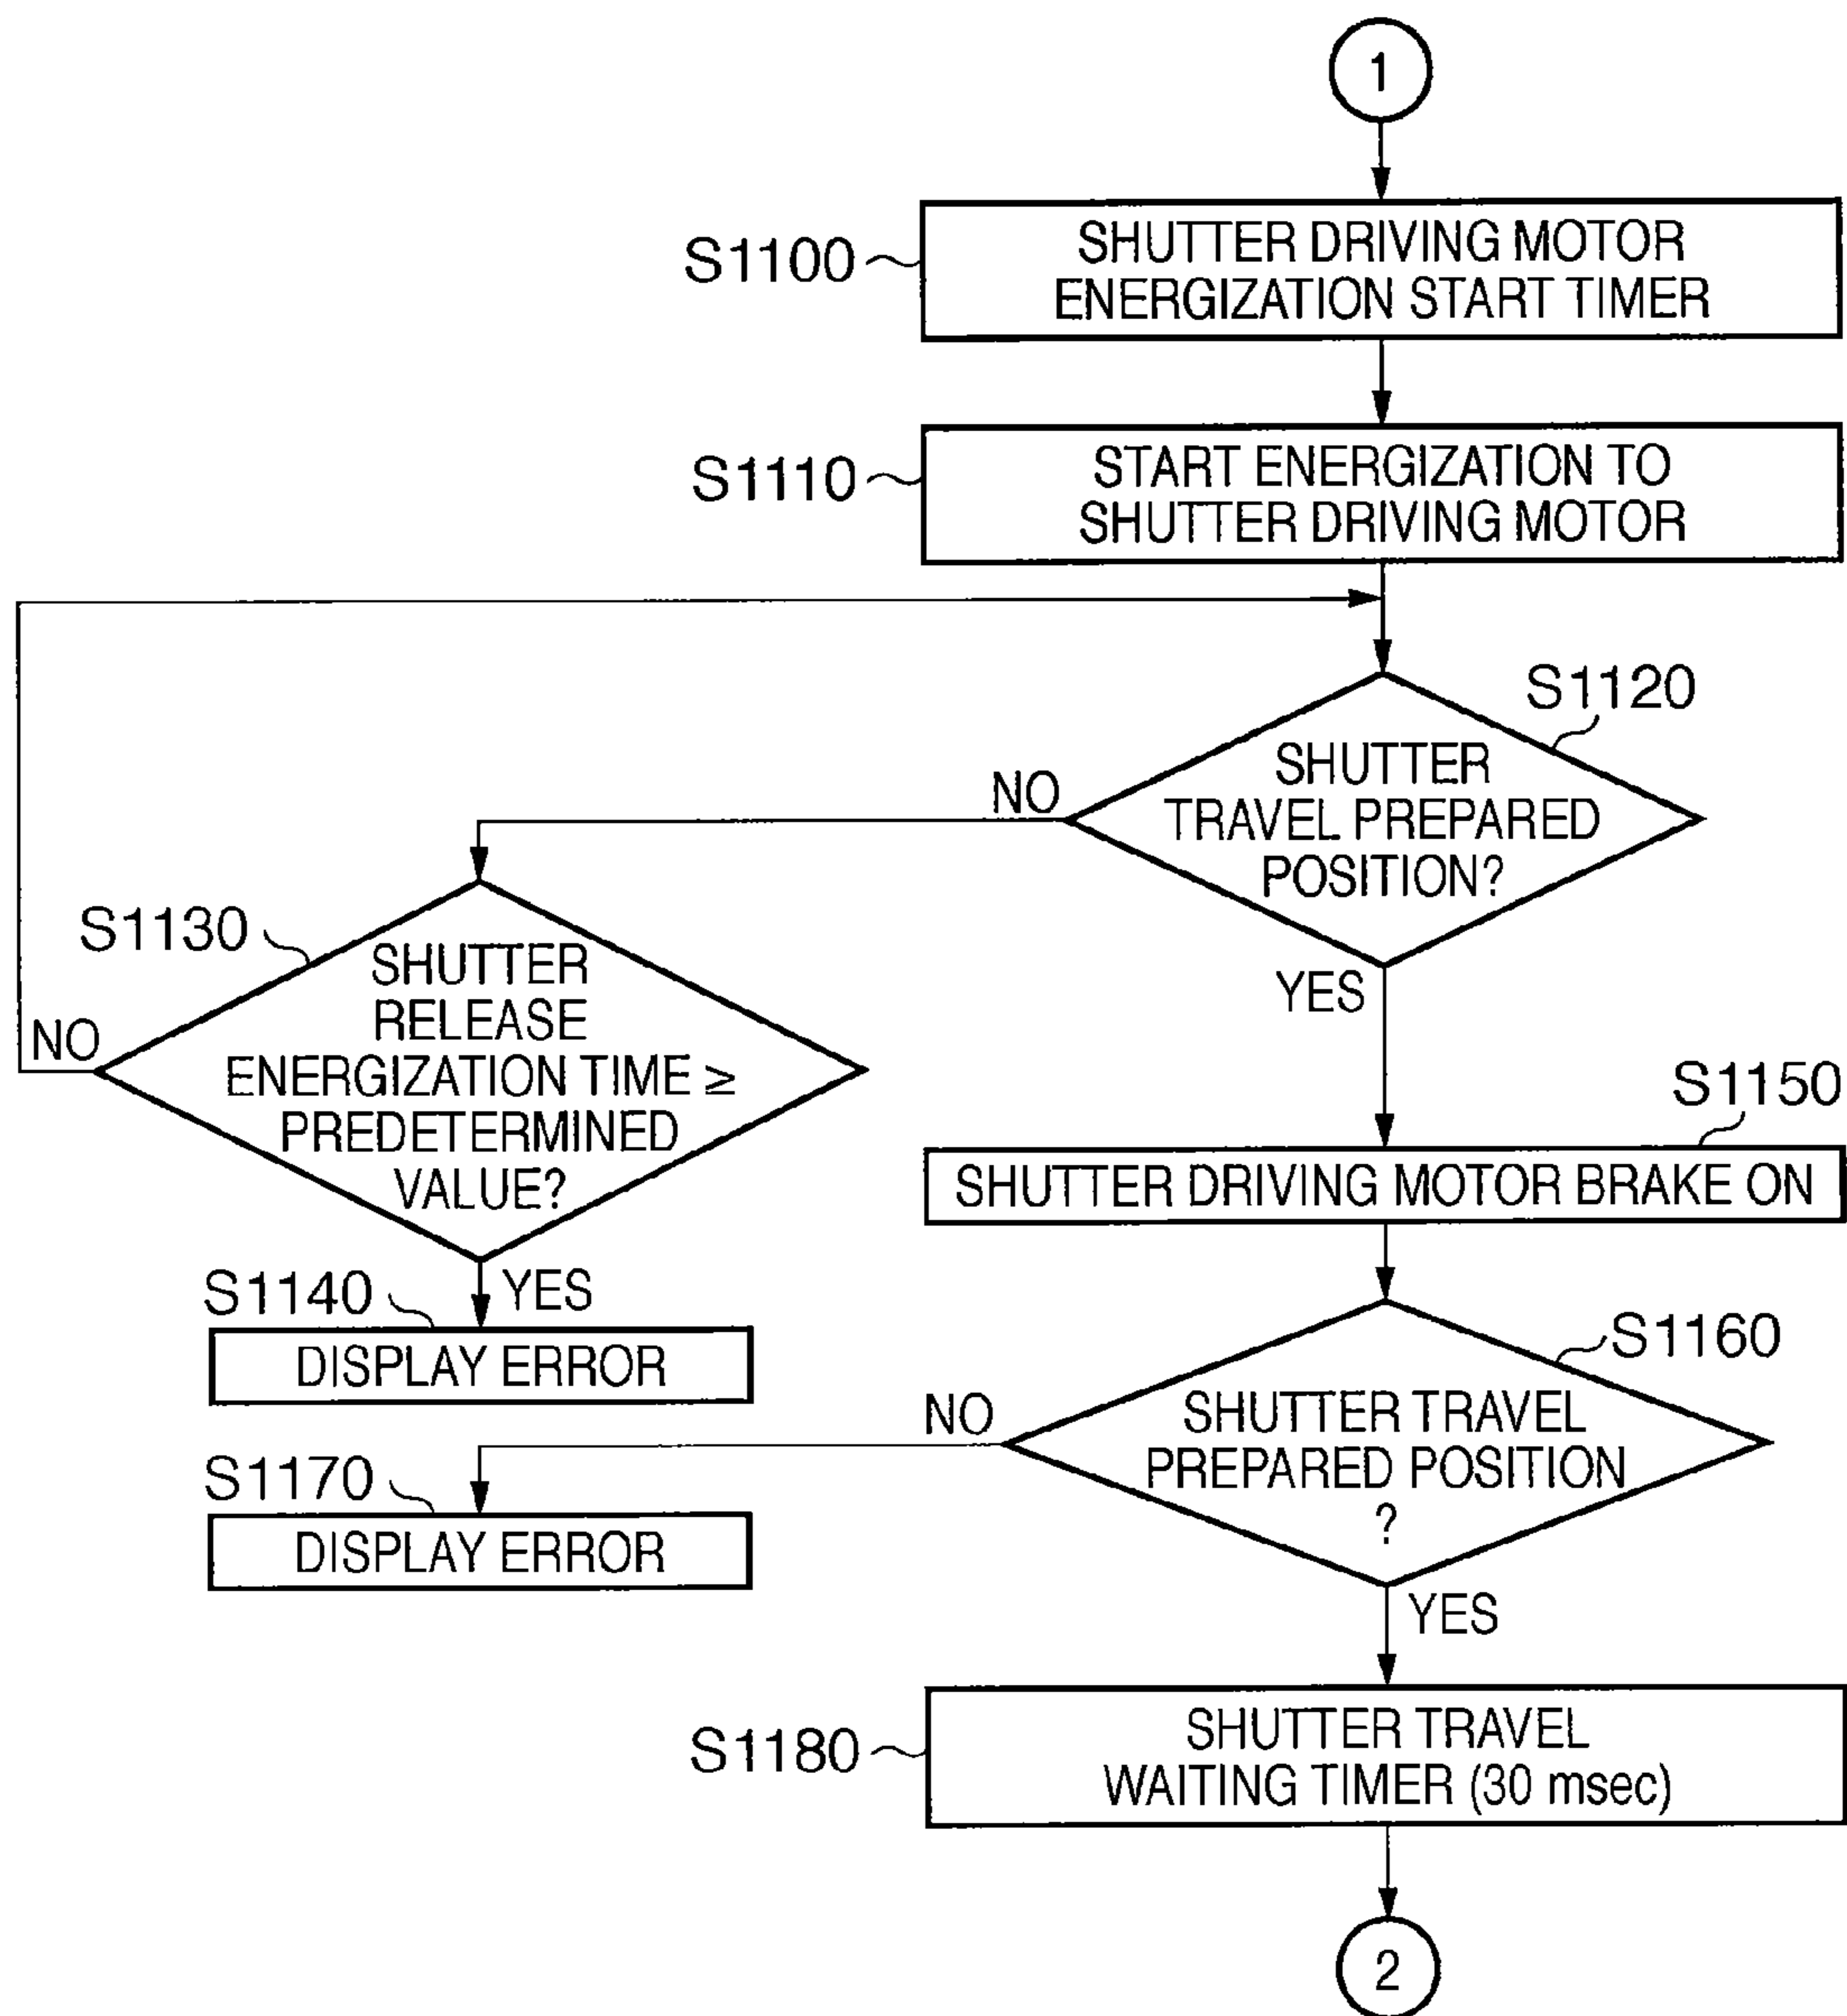 1
S1100
SHUTTER DRIVING MOTOR
ENERGIZATION START TIMER
S1110
START ENERGIZATION TO
SHUTTER DRIVING MOTOR
S1120
SHUTTER
TRAVEL PREPARED
POSITION?
NO
YES
S1130
SHUTTER
RELEASE
ENERGIZATION TIME ≥
PREDETERMINED
VALUE?
NO
YES
S1140
DISPLAY ERROR
S1150
SHUTTER DRIVING MOTOR BRAKE ON
S1160
SHUTTER TRAVEL
PREPARED POSITION
?
NO
YES
S1170
DISPLAY ERROR
S1180
SHUTTER TRAVEL
WAITING TIMER (30 msec)
2